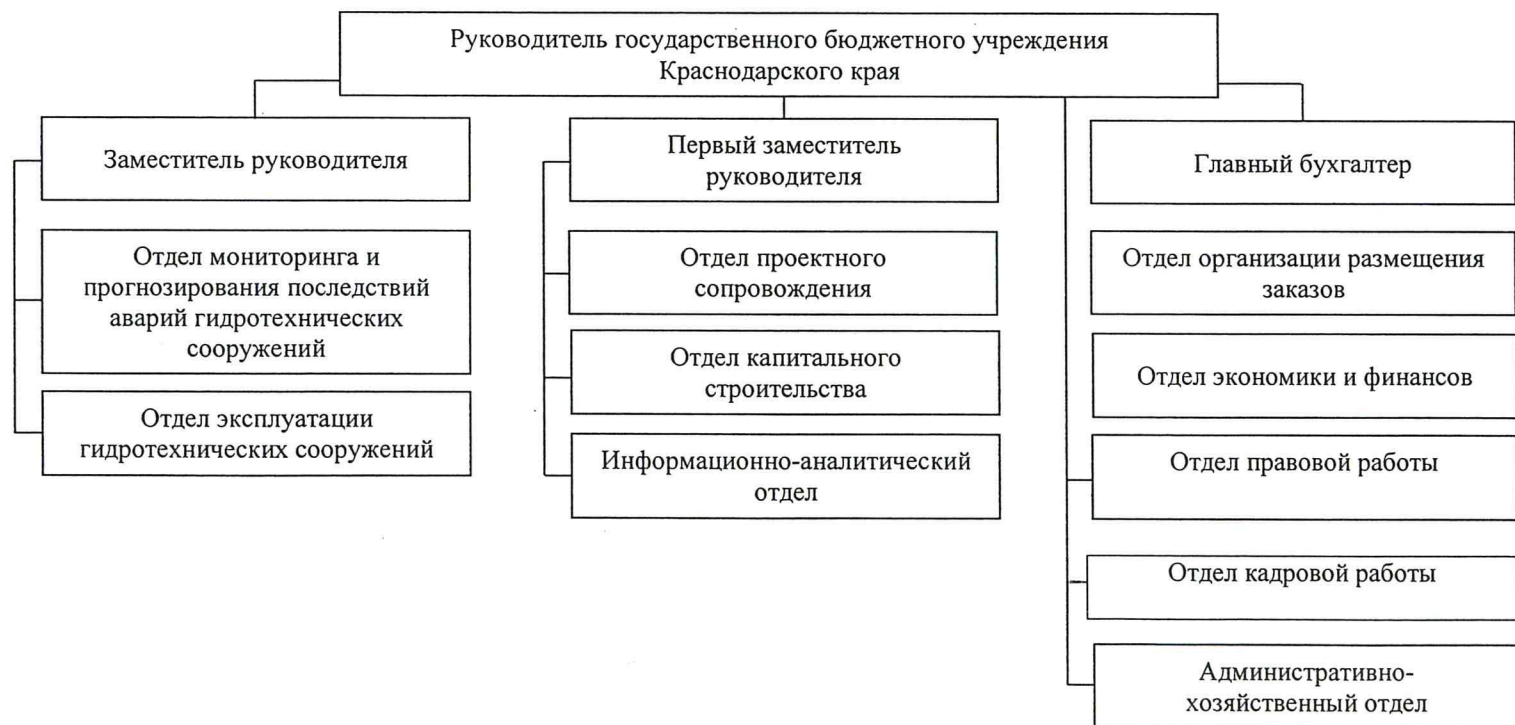 Руководитель государственного бюджетного учреждения
Краснодарского края
Заместитель руководителя
Отдел мониторинга и
прогнозирования последствий
аварий гидротехнических
сооружений
Отдел эксплуатации
гидротехнических сооружений
Первый заместитель
руководителя
Отдел проектного
сопровождения
Отдел капитального
строительства
Информационно-аналитический
отдел
Главный бухгалтер
Отдел организации размещения
заказов
Отдел экономики и финансов
Отдел правовой работы
Отдел кадровой работы
Административно-
хозяйственный отдел